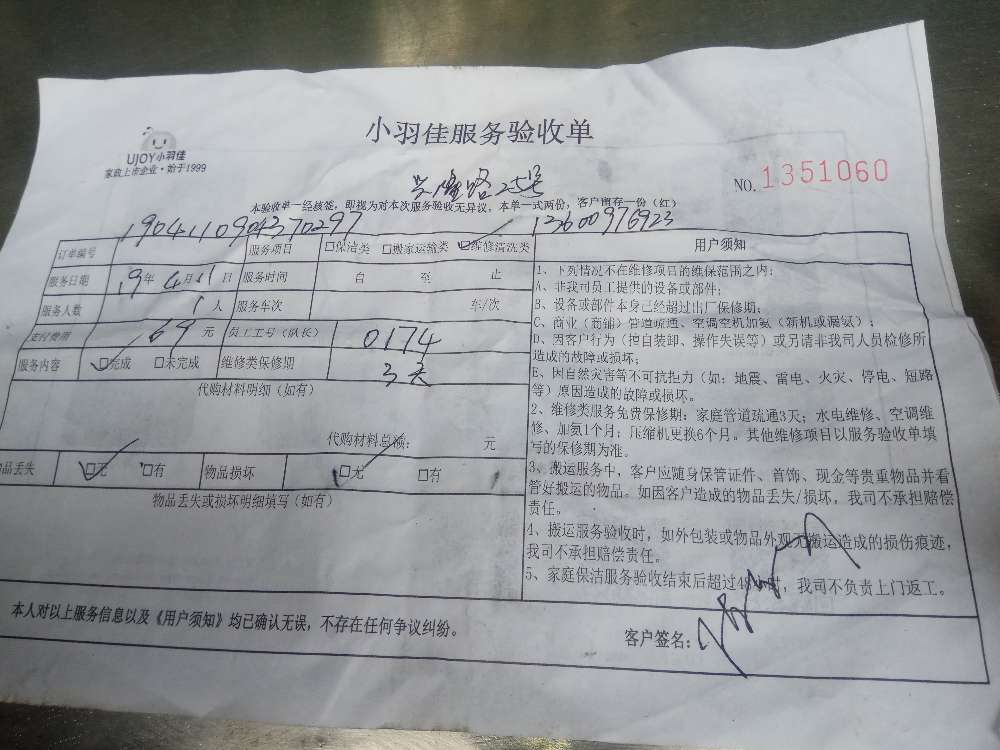 小羽佳服务验收单
UJOY小羽佳
家政上市企业·始于1999
兴隆路25号
NO.1351060
本验收单一经核签，即视为对本次服务验收无异议，本单一式两份，客户留存一份（红）
订单编号 1904110904370297 服务项目 □保洁类 □搬家运输类 □维修清洗类 13600976923
服务日期 19年4月11日 服务时间 自 至 止
服务人数 1人 服务车次 车/次
支付费用 69元 员工工号（队长） 0174
服务内容 □完成 □未完成 维修类保修期 3天
代购材料明细（如有）
代购材料总额： 元
物品丢失 □无 □有 物品损坏 □无 □有
物品丢失或损坏明细填写（如有）
用户须知
1、下列情况不在维修项目的维保范围之内：
A、非我司员工提供的设备或部件；
B、设备或部件本身已经超过出厂保修期；
C、商业（商铺）管道疏通、空调空机加氨（新机或漏氨）；
D、因客户行为（擅自装卸、操作失误等）或另请非我司人员检修所
造成的故障或损坏；
E、因自然灾害等不可抗拒力（如：地震、雷电、火灾、停电、短路
等）原因造成的故障或损坏。
2、维修类服务免费保修期：家庭管道疏通3天；水电维修、空调维
修、加氨1个月；压缩机更换6个月。其他维修项目以服务验收单填
写的保修期为准。
3、搬运服务中，客户应随身保管证件、首饰、现金等贵重物品并看
管好搬运的物品。如因客户造成的物品丢失/损坏，我司不承担赔偿
责任。
4、搬运服务验收时，如外包装或物品外观无搬运造成的损伤痕迹，
我司不承担赔偿责任。
5、家庭保洁服务验收结束后超过48小时，我司不负责上门返工。
本人对以上服务信息以及《用户须知》均已确认无误，不存在任何争议纠纷。
客户签名：